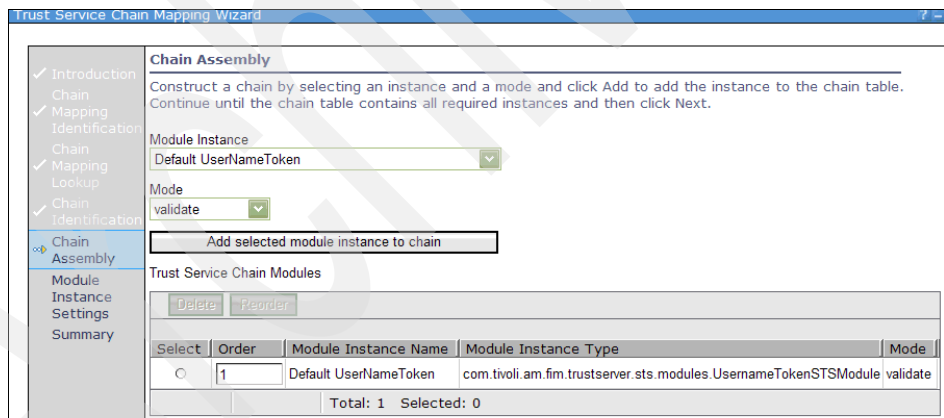 Trust Service Chain Mapping Wizard
? –
Introduction
Chain
Mapping
Identification
Chain
Mapping
Lookup
Chain
Identification
Chain
Assembly
Module
Instance
Settings
Summary
Chain Assembly
Construct a chain by selecting an instance and a mode and click Add to add the instance to the chain table.
Continue until the chain table contains all required instances and then click Next.
Module Instance
Default UserNameToken
Mode
validate
Add selected module instance to chain
Trust Service Chain Modules
Delete Reorder
Select Order Module Instance Name Module Instance Type Mode
1 Default UserNameToken com.tivoli.am.fim.trustserver.sts.modules.UsernameTokenSTSModule validate
Total: 1 Selected: 0